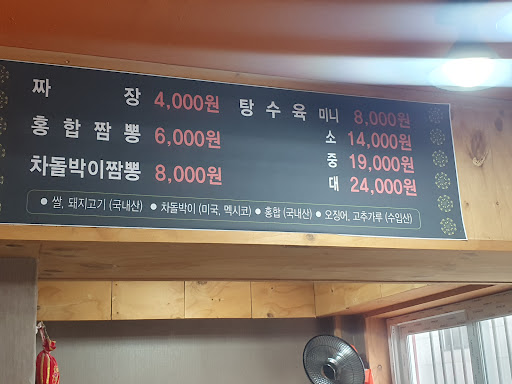 짜 장 4,000원 탕 수 육 미니 8,000원
홍 합 짬 뽕 6,000원 소 14,000원
중 19,000원
차돌박이짬뽕 8,000원 대 24,000원
● 쌀, 돼지고기 (국내산) ● 차돌박이 (미국, 멕시코) ● 홍합 (국내산) ● 오징어, 고추가루 (수입산)